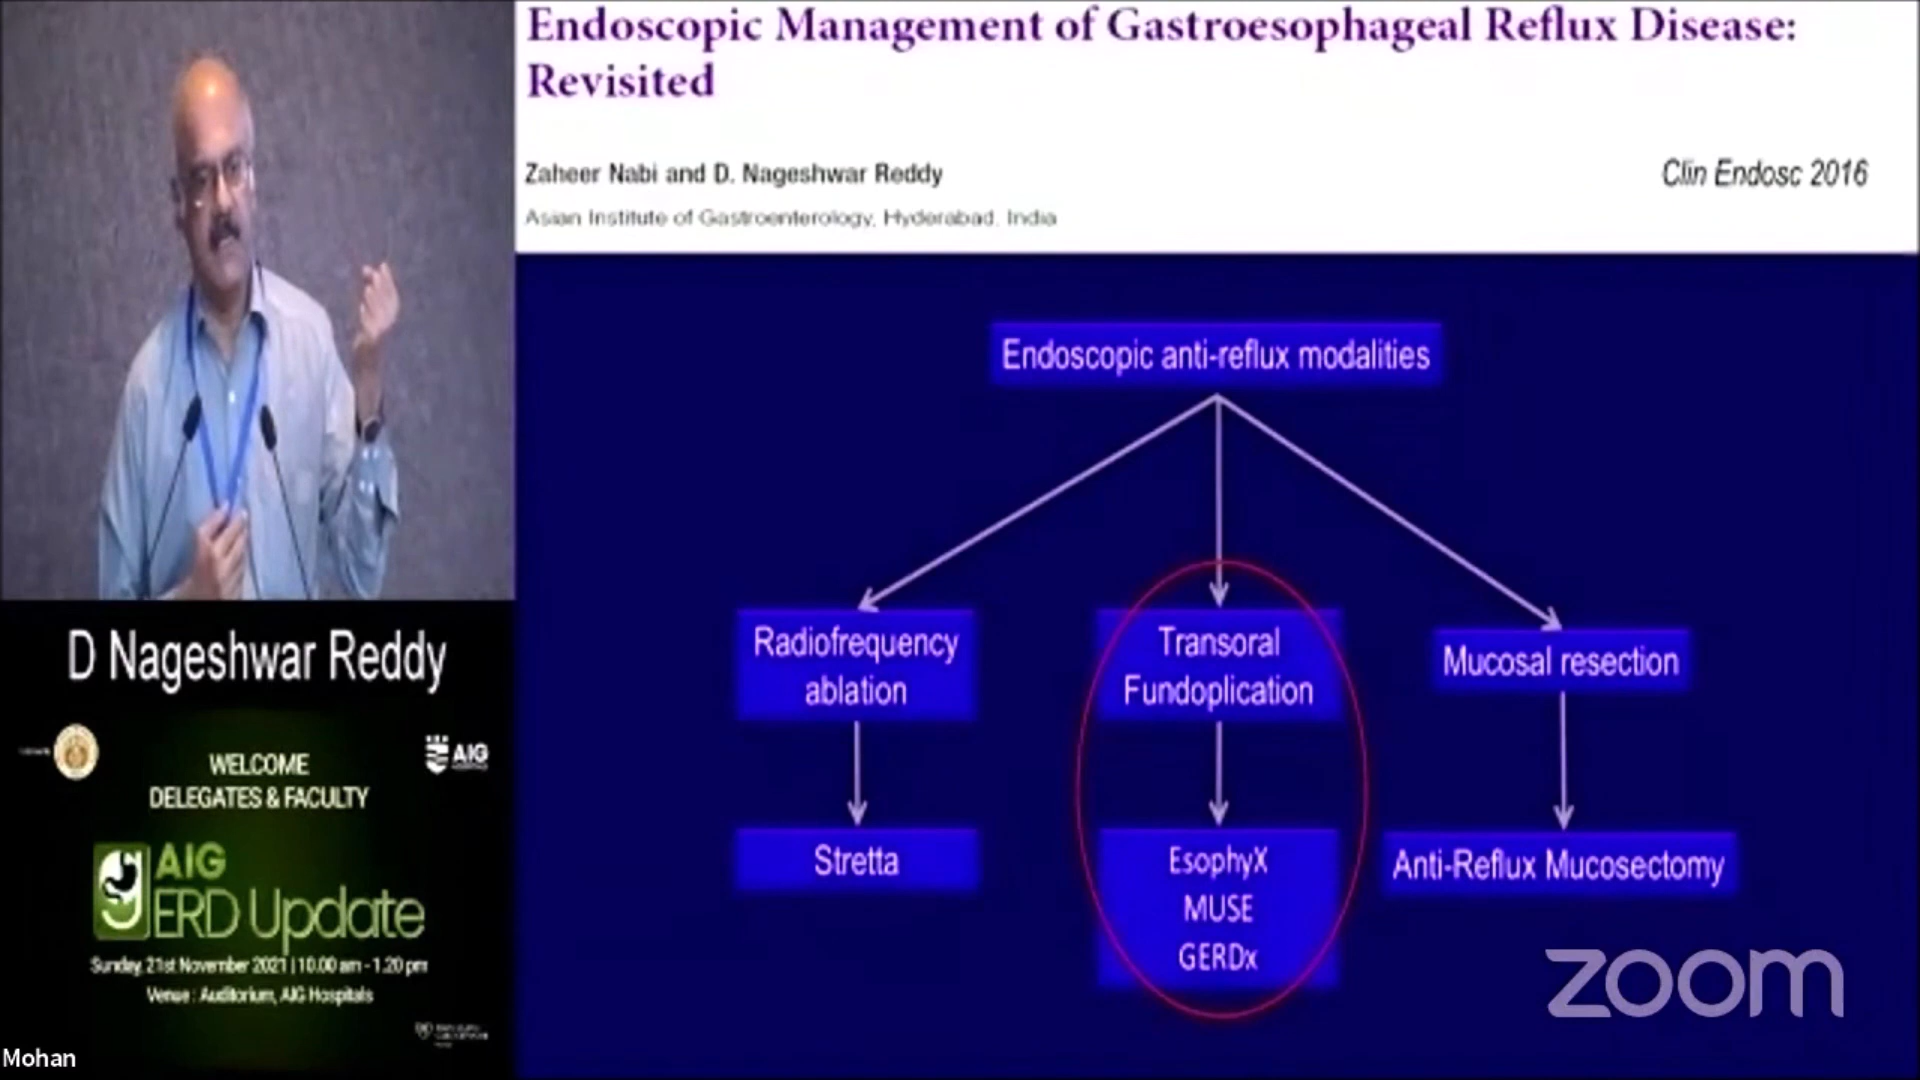 Endoscopic Management of Gastroesophageal Reflux Disease:
Revisited
Zaheer Nabi and D. Nageshwar Reddy
Clin Endosc 2016
Asian Institute of Gastroenterology, Hyderabad, India
Endoscopic anti-reflux modalities
Radiofrequency
ablation
Transoral
Fundoplication
Mucosal resection
Stretta
EsophyX
MUSE
GERDx
Anti-Reflux Mucosectomy
zoom
D Nageshwar Reddy
WELCOME
DELEGATES & FACULTY
AIG
AIG
GERD Update
Sunday, 21st November 2021 | 10.00 am - 1.20 pm
Venue : Auditorium, AIG Hospitals
Mohan